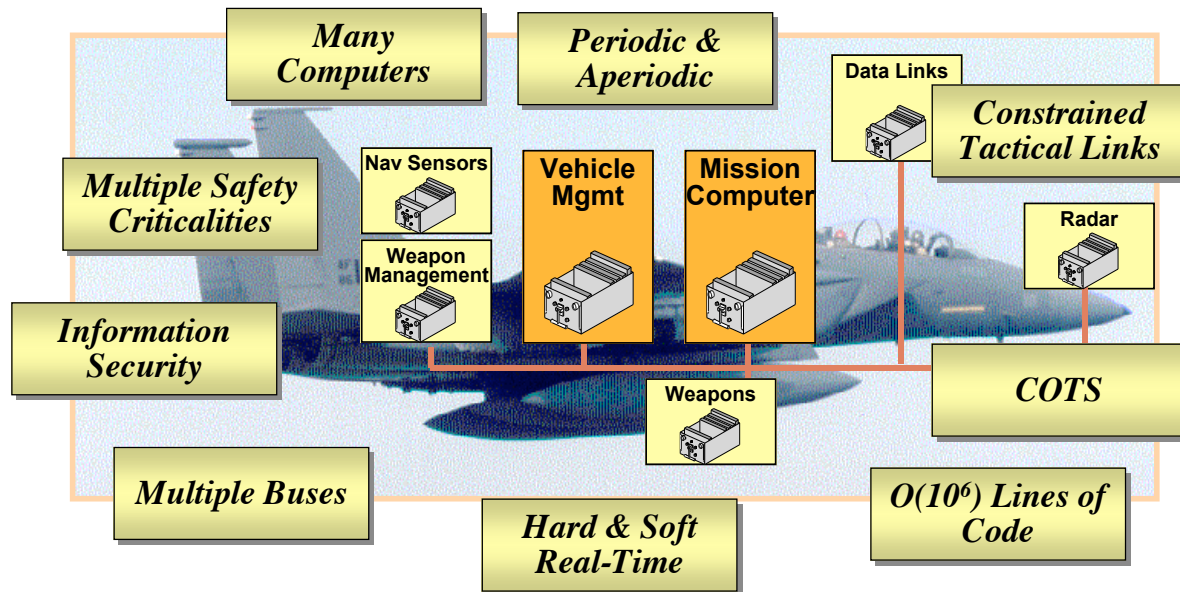 Many
Computers
Periodic &
Aperiodic
Data Links
Constrained
Tactical Links
Nav Sensors
Vehicle
Mgmt
Mission
Computer
Multiple Safety
Criticalities
Radar
Weapon
Management
Information
Security
Weapons
COTS
Multiple Buses
O(10⁶) Lines of
Code
Hard & Soft
Real-Time